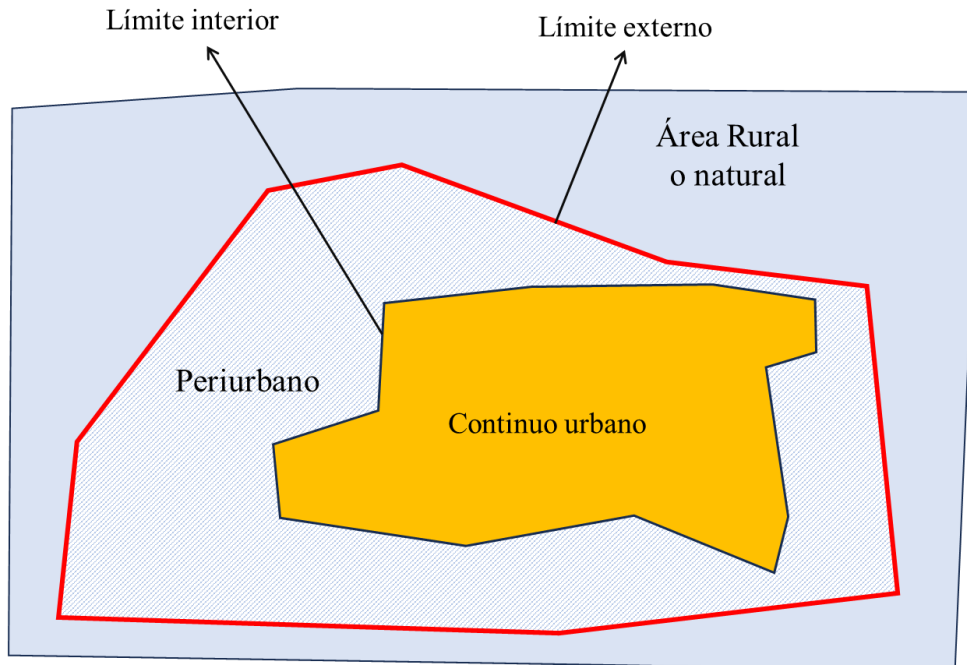 Límite interior
Límite externo
Área Rural
o natural
Periurbano
Continuo urbano